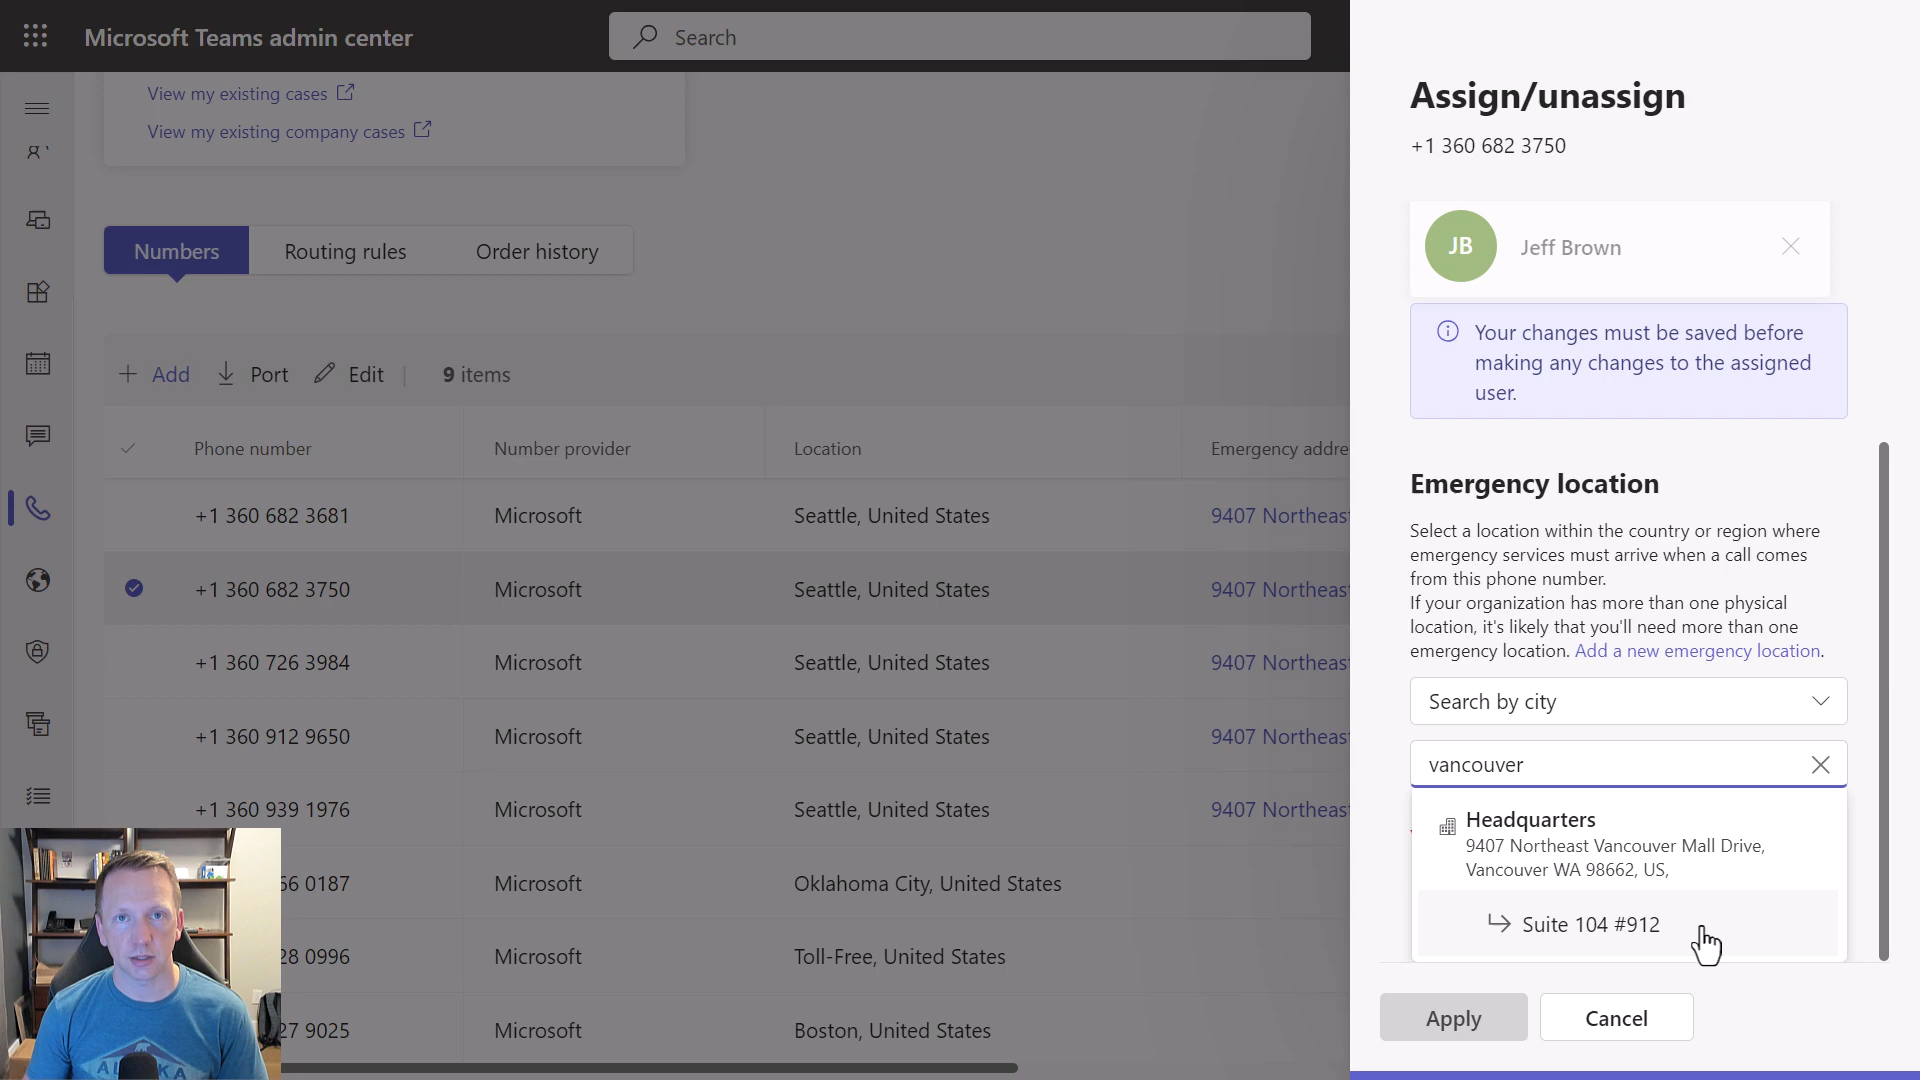 Microsoft Teams admin center
Search
View my existing cases
View my existing company cases
Numbers
Routing rules
Order history
Add
Port
Edit
9 items
Phone number
Number provider
Location
Emergency addre
+1 360 682 3681
Microsoft
Seattle, United States
9407 Northeast
+1 360 682 3750
Microsoft
Seattle, United States
9407 Northeast
+1 360 726 3984
Microsoft
Seattle, United States
9407 Northeast
+1 360 912 9650
Microsoft
Seattle, United States
9407 Northeast
+1 360 939 1976
Microsoft
Seattle, United States
9407 Northeast
66 0187
Microsoft
Oklahoma City, United States
28 0996
Microsoft
Toll-Free, United States
27 9025
Microsoft
Boston, United States
Assign/unassign
+1 360 682 3750
JB
Jeff Brown
Your changes must be saved before
making any changes to the assigned
user.
Emergency location
Select a location within the country or region where
emergency services must arrive when a call comes
from this phone number.
If your organization has more than one physical
location, it's likely that you'll need more than one
emergency location. Add a new emergency location.
Search by city
vancouver
Headquarters
9407 Northeast Vancouver Mall Drive,
Vancouver WA 98662, US,
Suite 104 #912
Apply
Cancel